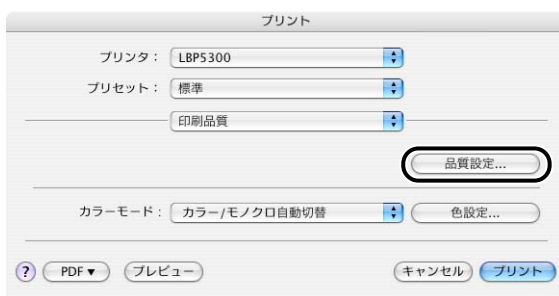 プリント
プリンタ： LBP5300
プリセット： 標準
印刷品質
品質設定...
カラーモード： カラー/モノクロ自動切替 色設定...
? PDF▼ プレビュー キャンセル プリント